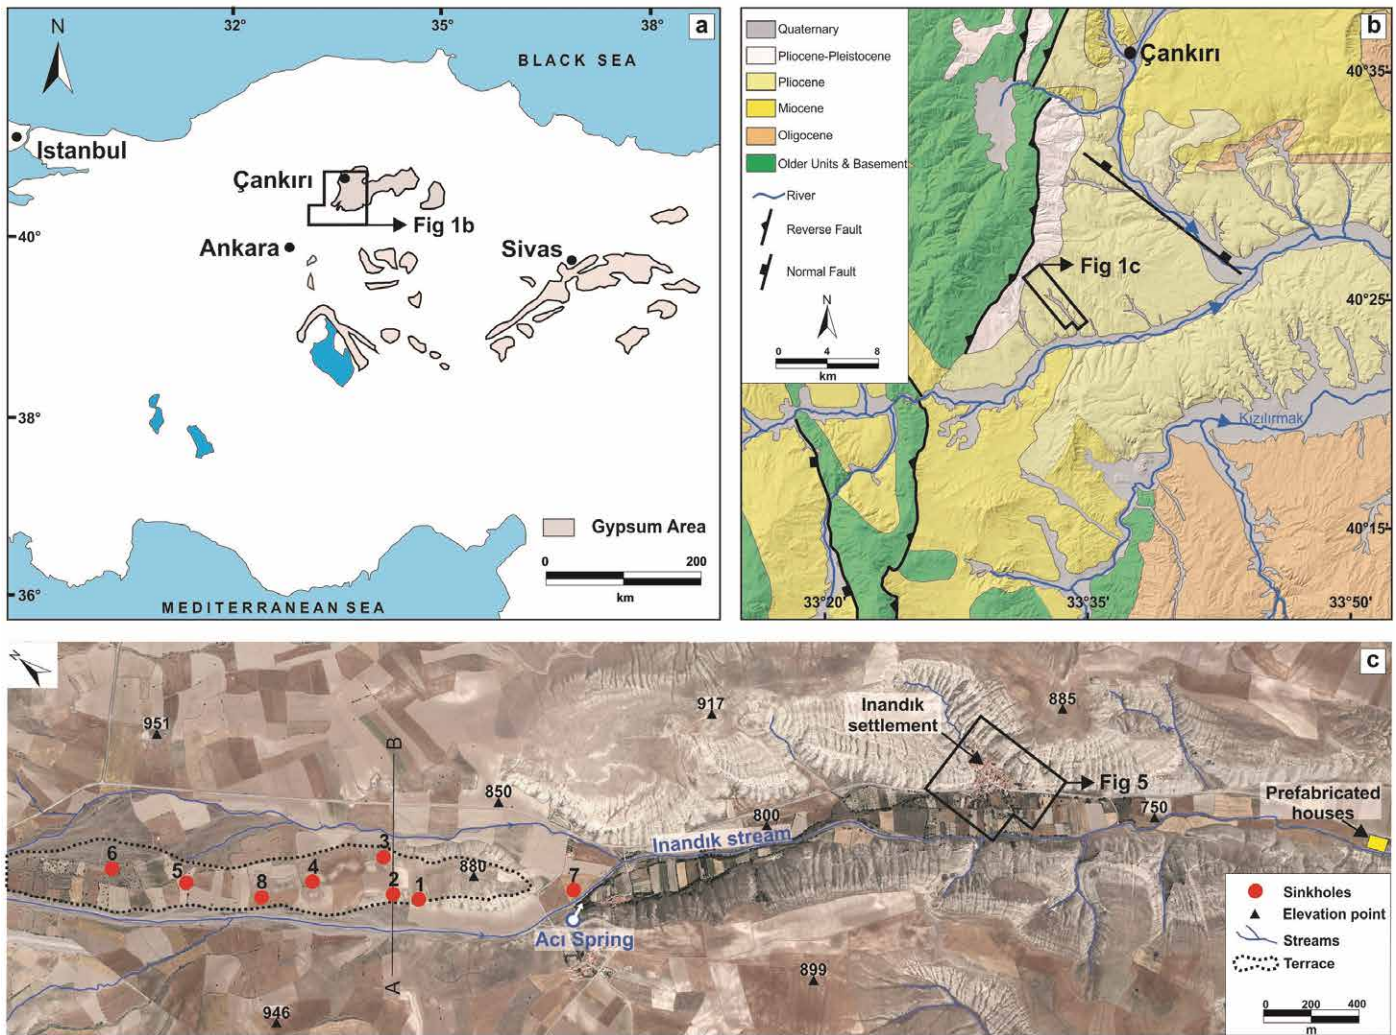 32°
35°
38°
a
N
BLACK SEA
Istanbul
Çankırı
Fig 1b
40°
Ankara
Sivas
38°
Gypsum Area
0
200
km
36°
MEDITERRANEAN SEA
b
Quaternary
Pliocene-Pleistocene
Pliocene
Miocene
Oligocene
Older Units & Basement
River
Reverse Fault
Normal Fault
N
0
4
8
km
Çankırı
40°35'
Fig 1c
40°25'
Kızılırmak
40°15'
33°20'
33°35'
33°50'
c
N
951
917
Inandık
settlement
885
B
850
Fig 5
800
750
Prefabricated
houses
Inandık stream
3
6
5
4
880
8
2
1
7
Acı Spring
A
899
946
Sinkholes
Elevation point
Streams
Terrace
0
200
400
m